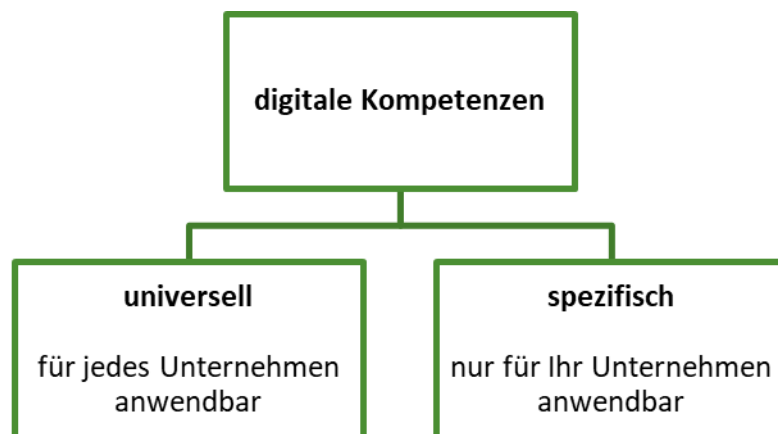 digitale Kompetenzen
universell
für jedes Unternehmen
anwendbar
spezifisch
nur für Ihr Unternehmen
anwendbar